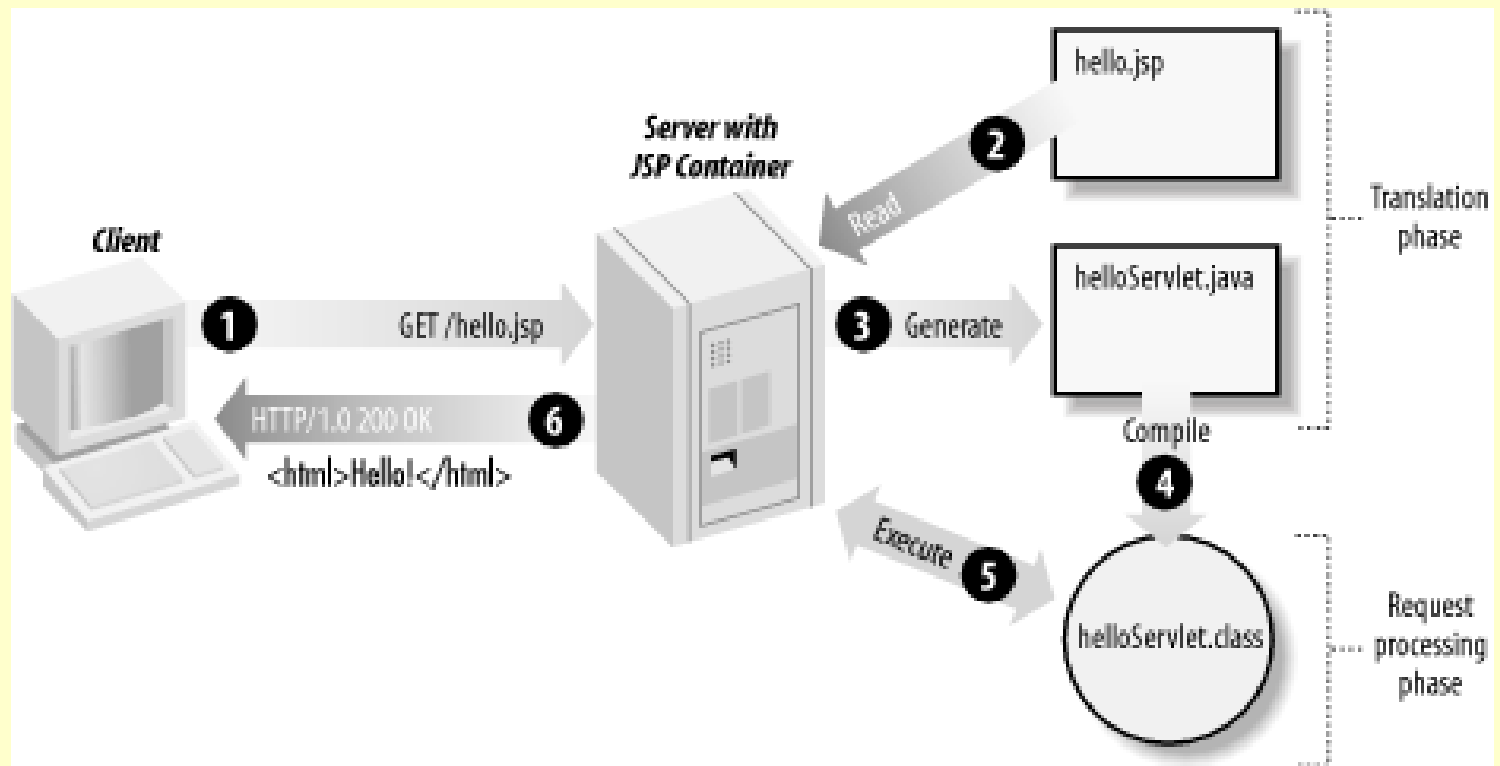 Client
1
GET /hello.jsp
6
HTTP/1.0 200 OK
<html>Hello!</html>
Server with
JSP Container
2
Read
hello.jsp
3
Generate
helloServlet.java
Compile
4
Execute
5
helloServlet.class
Translation
phase
Request
processing
phase